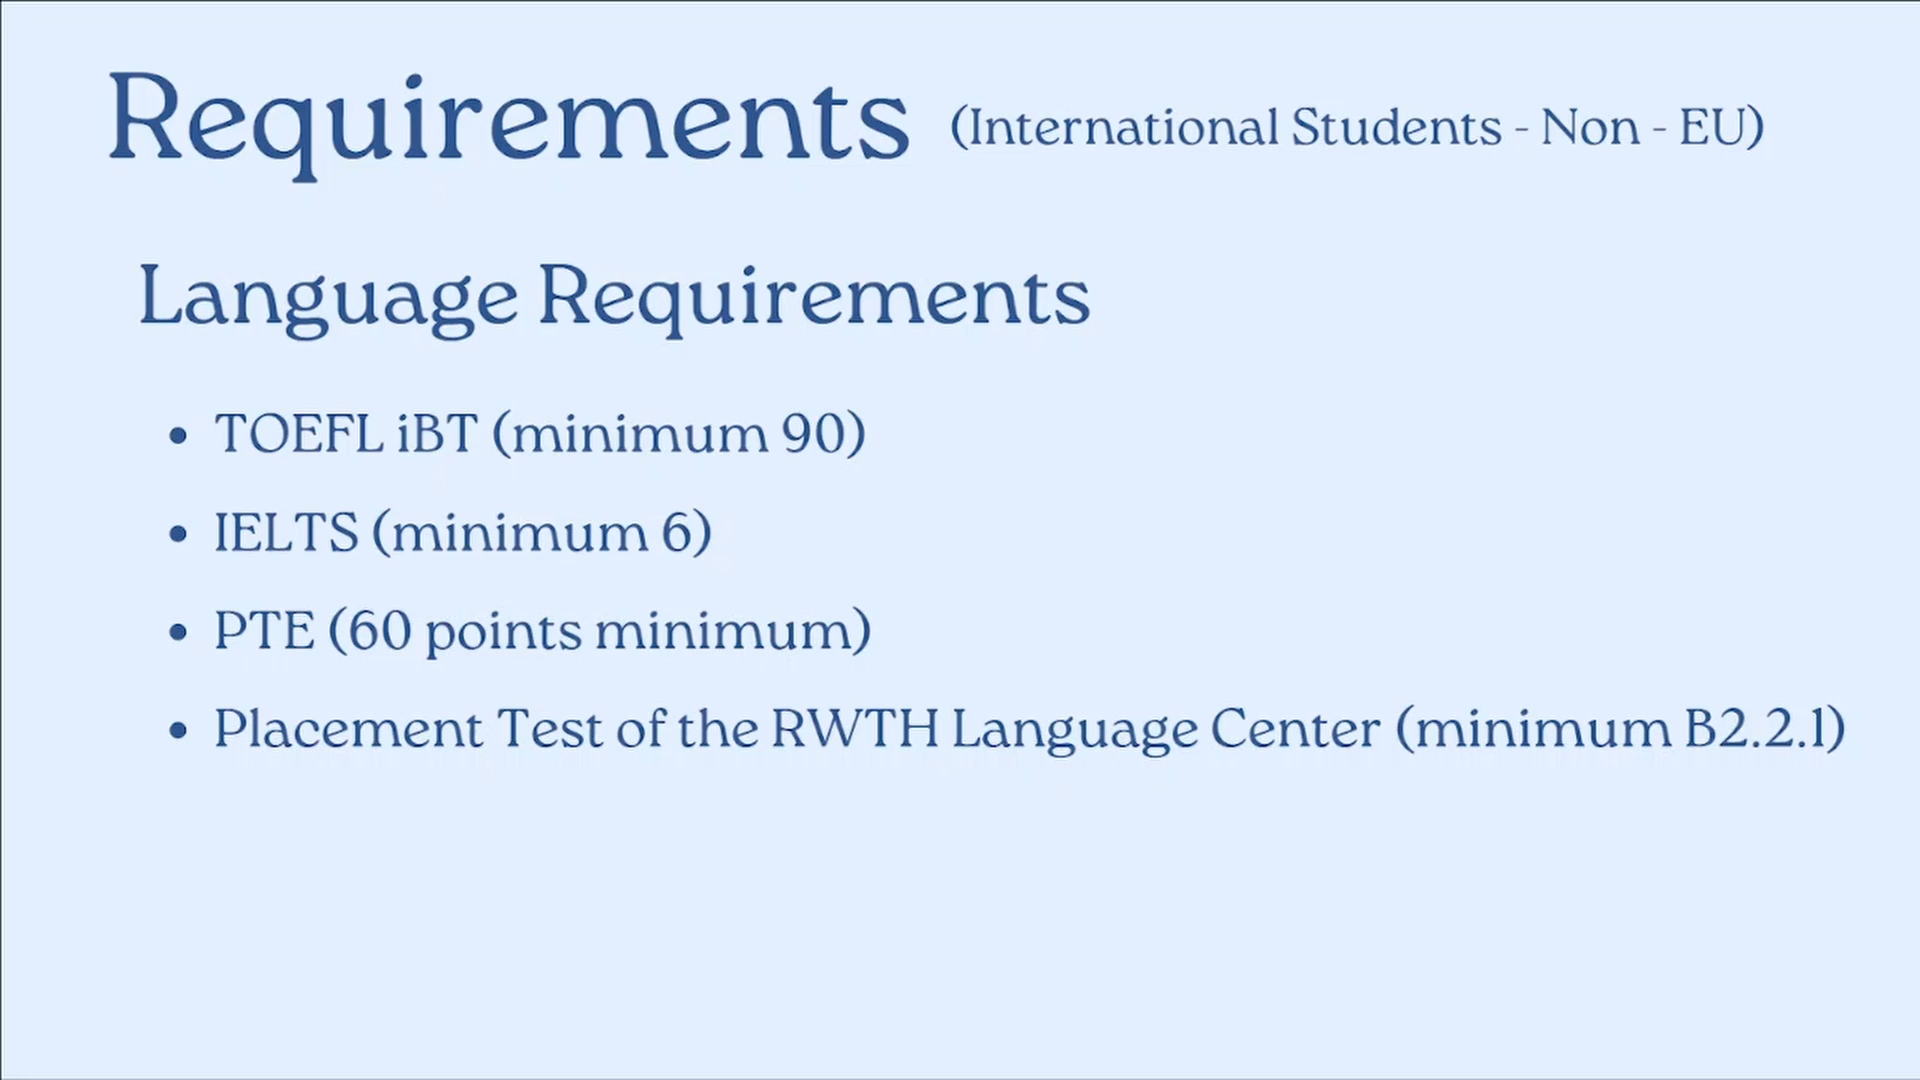 Requirements (International Students - Non - EU)
Language Requirements
• TOEFL iBT (minimum 90)
• IELTS (minimum 6)
• PTE (60 points minimum)
• Placement Test of the RWTH Language Center (minimum B2.2.1)